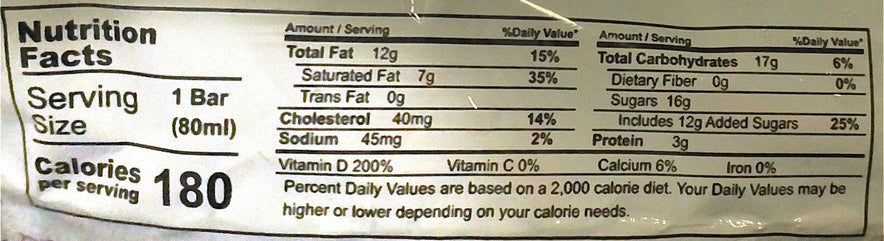 Nutrition
Facts
Serving
Size
1 Bar
(80ml)
Calories
per serving
180
Amount / Serving %Daily Value*
Total Fat 12g 15%
Saturated Fat 7g 35%
Trans Fat 0g
Cholesterol 40mg 14%
Sodium 45mg 2%
Amount / Serving %Daily Value*
Total Carbohydrates 17g 6%
Dietary Fiber 0g 0%
Sugars 16g
Includes 12g Added Sugars 25%
Protein 3g
Vitamin D 200% Vitamin C 0% Calcium 6% Iron 0%
Percent Daily Values are based on a 2,000 calorie diet. Your Daily Values may be
higher or lower depending on your calorie needs.